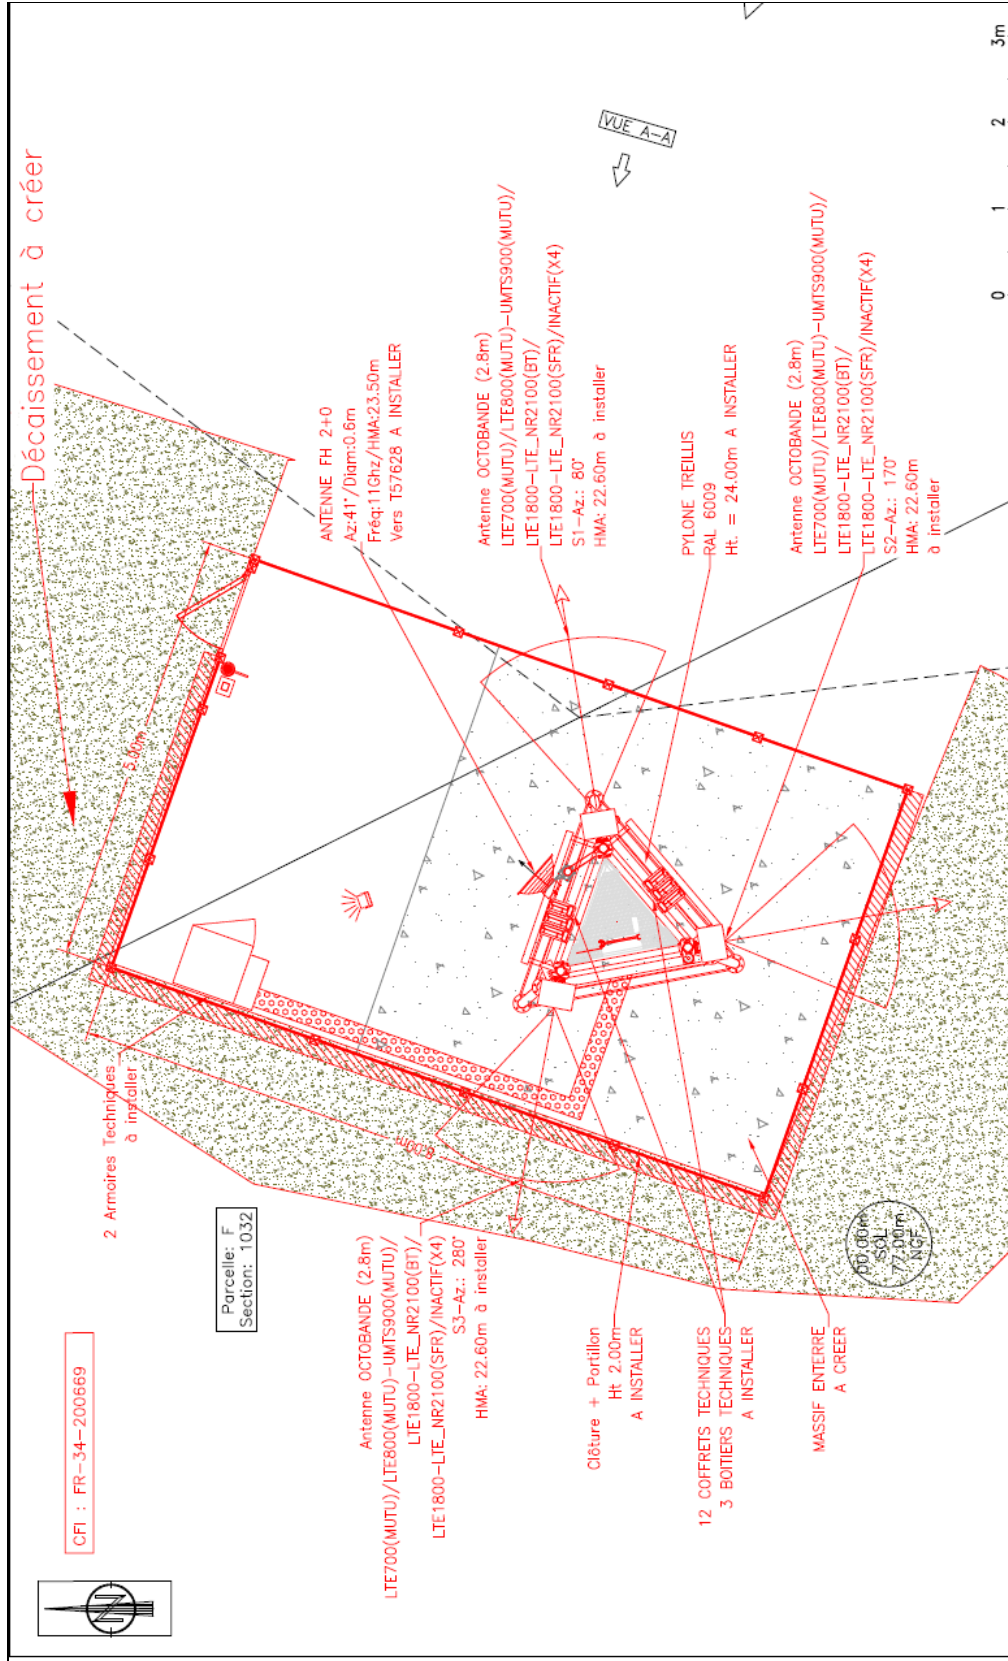 CFI : FR-34-200669
Parcelle: F
Section: 1032
N
Décaissement à créer
2 Armoires Techniques
à installer
5.00m
8.00m
ANTENNE FH 2+0
Az:41°/Diam:0.6m
Fréq:11Ghz/HMA:23.50m
Vers T57628 A INSTALLER
VUE A-A
Antenne OCTOBANDE (2.8m)
LTE700(MUTU)/LTE800(MUTU)-UMTS900(MUTU)/
LTE1800-LTE_NR2100(BT)/
LTE1800-LTE_NR2100(SFR)/INACTIF(X4)
S1-Az.: 80°
HMA: 22.60m à installer
PYLONE TREILLIS
RAL 6009
Ht. = 24.00m A INSTALLER
Antenne OCTOBANDE (2.8m)
LTE700(MUTU)/LTE800(MUTU)-UMTS900(MUTU)/
LTE1800-LTE_NR2100(BT)/
LTE1800-LTE_NR2100(SFR)/INACTIF(X4)
S2-Az.: 170°
HMA: 22.60m
à installer
Antenne OCTOBANDE (2.8m)
LTE700(MUTU)/LTE800(MUTU)-UMTS900(MUTU)/
LTE1800-LTE_NR2100(BT)/
LTE1800-LTE_NR2100(SFR)/INACTIF(X4)
S3-Az.: 280°
HMA: 22.60m à installer
Clôture + Portillon
Ht 2.00m
A INSTALLER
12 COFFRETS TECHNIQUES
3 BOITIERS TECHNIQUES
A INSTALLER
MASSIF ENTERRE
A CREER
00.00m
SOL
77.00m
NGF
0 1 2 3m